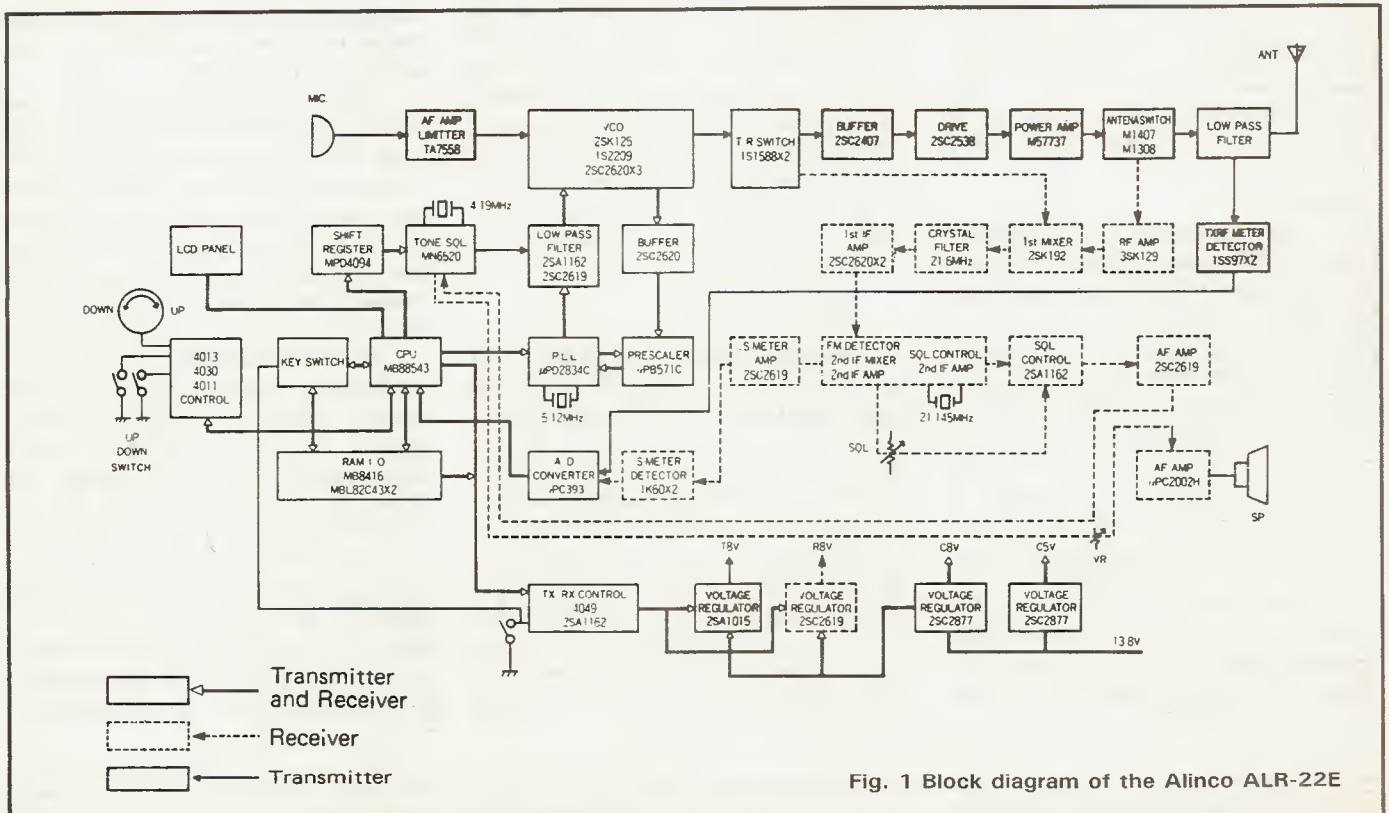 ANT
MIC.
AF AMP
LIMITTER
TA7558
VCO
2SK125
1S2209
2SC2620X3
T R SWITCH
1S1588X2
BUFFER
2SC2407
DRIVE
2SC2538
POWER AMP
M57737
ANTENASWITCH
M1407
M1308
LOW PASS
FILTER
4 19MHz
LCD PANEL
SHIFT
REGISTER
MPD4094
TONE SQL
MN6520
LOW PASS
FILTER
2SA1162
2SC2619
BUFFER
2SC2620
1st IF
AMP
2SC2620X2
CRYSTAL
FILTER
21.6MHz
1st MIXER
2SK192
RF AMP
3SK129
TXRF METER
DETECTOR
1SS97X2
DOWN
UP
4013
4030
4011
CONTROL
KEY SWITCH
CPU
MB88543
P L L
μPD2834C
PRESCALER
μPB571C
S METER
AMP
2SC2619
FM DETECTOR
2nd IF MIXER
2nd IF AMP
SQL CONTROL
2nd IF AMP
SQL
CONTROL
2SA1162
AF AMP
2SC2619
5 12MHz
21 145MHz
UP
DOWN
SWITCH
RAM I O
MB8416
MBL82C43X2
A D
CONVERTER
μPC393
S METER
DETECTOR
1K60X2
SQL
AF AMP
μPC2002H
SP
VR
T8V
R8V
C8V
C5V
TX RX CONTROL
4049
2SA1162
VOLTAGE
REGULATOR
2SA1015
VOLTAGE
REGULATOR
2SC2619
VOLTAGE
REGULATOR
2SC2877
VOLTAGE
REGULATOR
2SC2877
13 8V
Transmitter
and Receiver
Receiver
Transmitter
Fig. 1 Block diagram of the Alinco ALR-22E